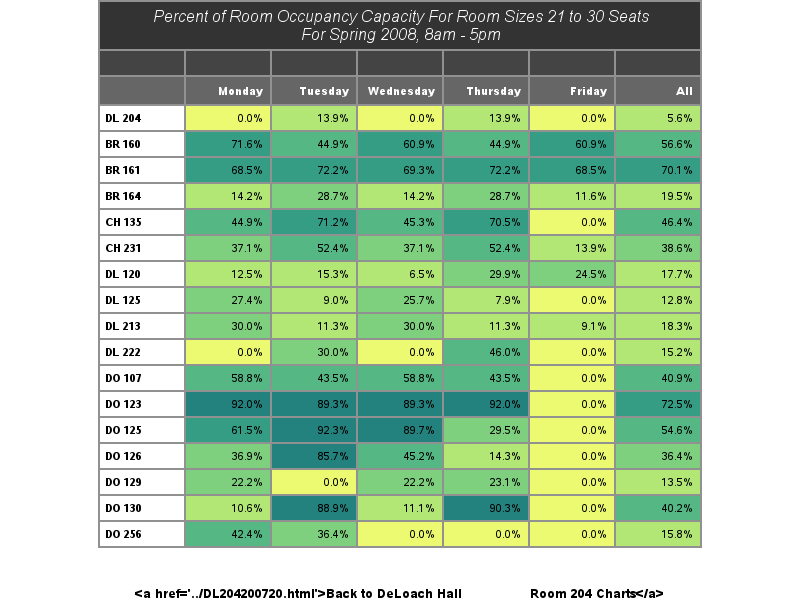 Percent of Room Occupancy Capacity For Room Sizes 21 to 30 Seats
For Spring 2008, 8am - 5pm
Monday Tuesday Wednesday Thursday Friday All
DL 204 0.0% 13.9% 0.0% 13.9% 0.0% 5.6%
BR 160 71.6% 44.9% 60.9% 44.9% 60.9% 56.6%
BR 161 68.5% 72.2% 69.3% 72.2% 68.5% 70.1%
BR 164 14.2% 28.7% 14.2% 28.7% 11.6% 19.5%
CH 135 44.9% 71.2% 45.3% 70.5% 0.0% 46.4%
CH 231 37.1% 52.4% 37.1% 52.4% 13.9% 38.6%
DL 120 12.5% 15.3% 6.5% 29.9% 24.5% 17.7%
DL 125 27.4% 9.0% 25.7% 7.9% 0.0% 12.8%
DL 213 30.0% 11.3% 30.0% 11.3% 9.1% 18.3%
DL 222 0.0% 30.0% 0.0% 46.0% 0.0% 15.2%
DO 107 58.8% 43.5% 58.8% 43.5% 0.0% 40.9%
DO 123 92.0% 89.3% 89.3% 92.0% 0.0% 72.5%
DO 125 61.5% 92.3% 89.7% 29.5% 0.0% 54.6%
DO 126 36.9% 85.7% 45.2% 14.3% 0.0% 36.4%
DO 129 22.2% 0.0% 22.2% 23.1% 0.0% 13.5%
DO 130 10.6% 88.9% 11.1% 90.3% 0.0% 40.2%
DO 256 42.4% 36.4% 0.0% 0.0% 0.0% 15.8%
<a href='../DL204200720.html'>Back to DeLoach Hall Room 204 Charts</a>